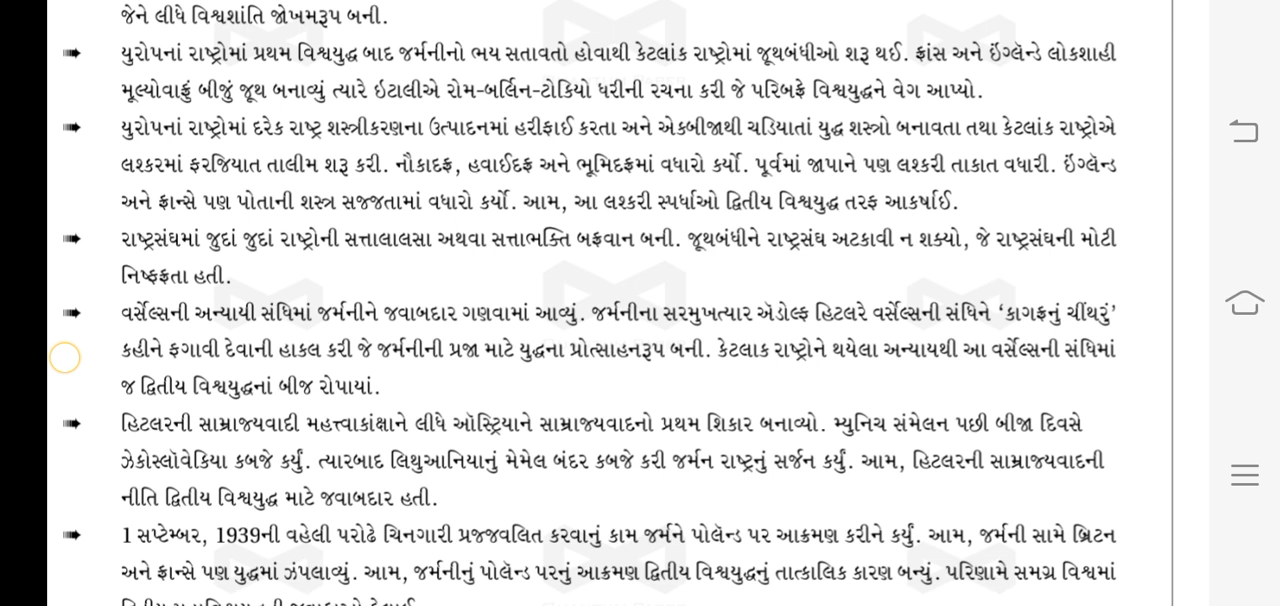 જેને લીધે વિશ્વશાંતિ જોખમરૂપ બની.
➠ યુરોપનાં રાષ્ટ્રોમાં પ્રથમ વિશ્વયુદ્ધ બાદ જર્મનીનો ભય સતાવતો હોવાથી કેટલાંક રાષ્ટ્રોમાં જૂથબંધીઓ શરૂ થઈ. ફ્રાંસ અને ઇંગ્લૅન્ડે લોકશાહી
મૂલ્યોવાળું બીજું જૂથ બનાવ્યું ત્યારે ઇટાલીએ રોમ-બર્લિન-ટોકિયો ધરીની રચના કરી જે પરિબળે વિશ્વયુદ્ધને વેગ આપ્યો.
➠ યુરોપનાં રાષ્ટ્રોમાં દરેક રાષ્ટ્ર શસ્ત્રીકરણના ઉત્પાદનમાં હરીફાઈ કરતા અને એકબીજાથી ચડિયાતાં યુદ્ધ શસ્ત્રો બનાવતા તથા કેટલાંક રાષ્ટ્રોએ
લશ્કરમાં ફરજિયાત તાલીમ શરૂ કરી. નૌકાદળ, હવાઈદળ અને ભૂમિદળમાં વધારો કર્યો. પૂર્વમાં જાપાને પણ લશ્કરી તાકાત વધારી. ઇંગ્લૅન્ડ
અને ફ્રાન્સે પણ પોતાની શસ્ત્ર સજ્જતામાં વધારો કર્યો. આમ, આ લશ્કરી સ્પર્ધાઓ દ્વિતીય વિશ્વયુદ્ધ તરફ આકર્ષાઈ.
➠ રાષ્ટ્રસંઘમાં જુદાં જુદાં રાષ્ટ્રોની સત્તાલાલસા અથવા સત્તાભક્તિ બળવાન બની. જૂથબંધીને રાષ્ટ્રસંઘ અટકાવી ન શક્યો, જે રાષ્ટ્રસંઘની મોટી
નિષ્ફળતા હતી.
➠ વર્સેલ્સની અન્યાયી સંધિમાં જર્મનીને જવાબદાર ગણવામાં આવ્યું. જર્મનીના સરમુખત્યાર ઍડોલ્ફ હિટલરે વર્સેલ્સની સંધિને ‘કાગળનું ચીંથરું’
કહીને ફગાવી દેવાની હાકલ કરી જે જર્મનીની પ્રજા માટે યુદ્ધના પ્રોત્સાહનરૂપ બની. કેટલાક રાષ્ટ્રોને થયેલા અન્યાયથી આ વર્સેલ્સની સંધિમાં
જ દ્વિતીય વિશ્વયુદ્ધનાં બીજ રોપાયાં.
➠ હિટલરની સામ્રાજ્યવાદી મહત્ત્વાકાંક્ષાને લીધે ઑસ્ટ્રિયાને સામ્રાજ્યવાદનો પ્રથમ શિકાર બનાવ્યો. મ્યુનિચ સંમેલન પછી બીજા દિવસે
ઝેકોસ્લૉવેકિયા કબજે કર્યું. ત્યારબાદ લિથુઆનિયાનું મેમેલ બંદર કબજે કરી જર્મન રાષ્ટ્રનું સર્જન કર્યું. આમ, હિટલરની સામ્રાજ્યવાદની
નીતિ દ્વિતીય વિશ્વયુદ્ધ માટે જવાબદાર હતી.
➠ 1 સપ્ટેમ્બર, 1939ની વહેલી પરોઢે ચિનગારી પ્રજ્જવલિત કરવાનું કામ જર્મને પોલૅન્ડ પર આક્રમણ કરીને કર્યું. આમ, જર્મની સામે બ્રિટન
અને ફ્રાન્સે પણ યુદ્ધમાં ઝંપલાવ્યું. આમ, જર્મનીનું પોલૅન્ડ પરનું આક્રમણ દ્વિતીય વિશ્વયુદ્ધનું તાત્કાલિક કારણ બન્યું. પરિણામે સમગ્ર વિશ્વમાં